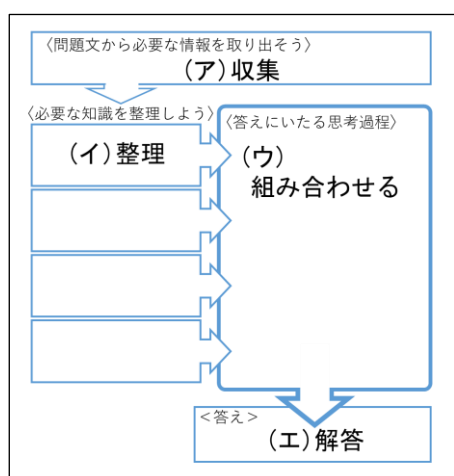 〈問題文から必要な情報を取り出そう〉
(ア)収集
〈必要な知識を整理しよう〉
(イ)整理
〈答えにいたる思考過程〉
(ウ)
組み合わせる
<答え>
(エ)解答